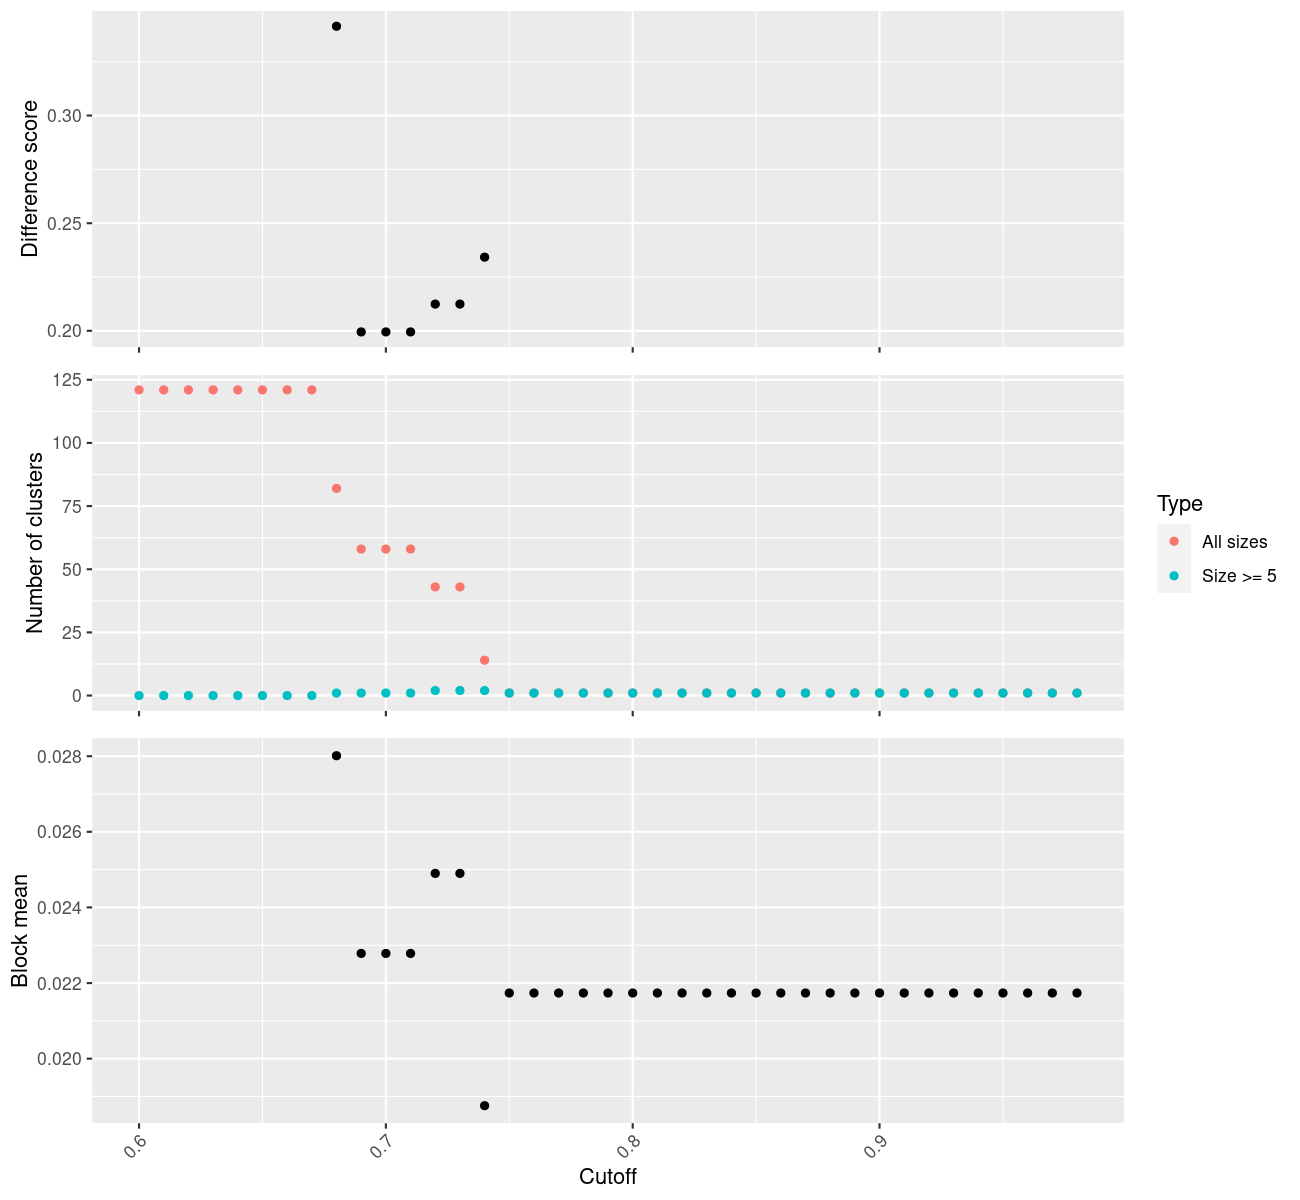 Difference score
0.30
0.25
0.20
Number of clusters
125
100
75
50
25
0
Type
All sizes
Size >= 5
Block mean
0.028
0.026
0.024
0.022
0.020
0.6
0.7
0.8
0.9
Cutoff